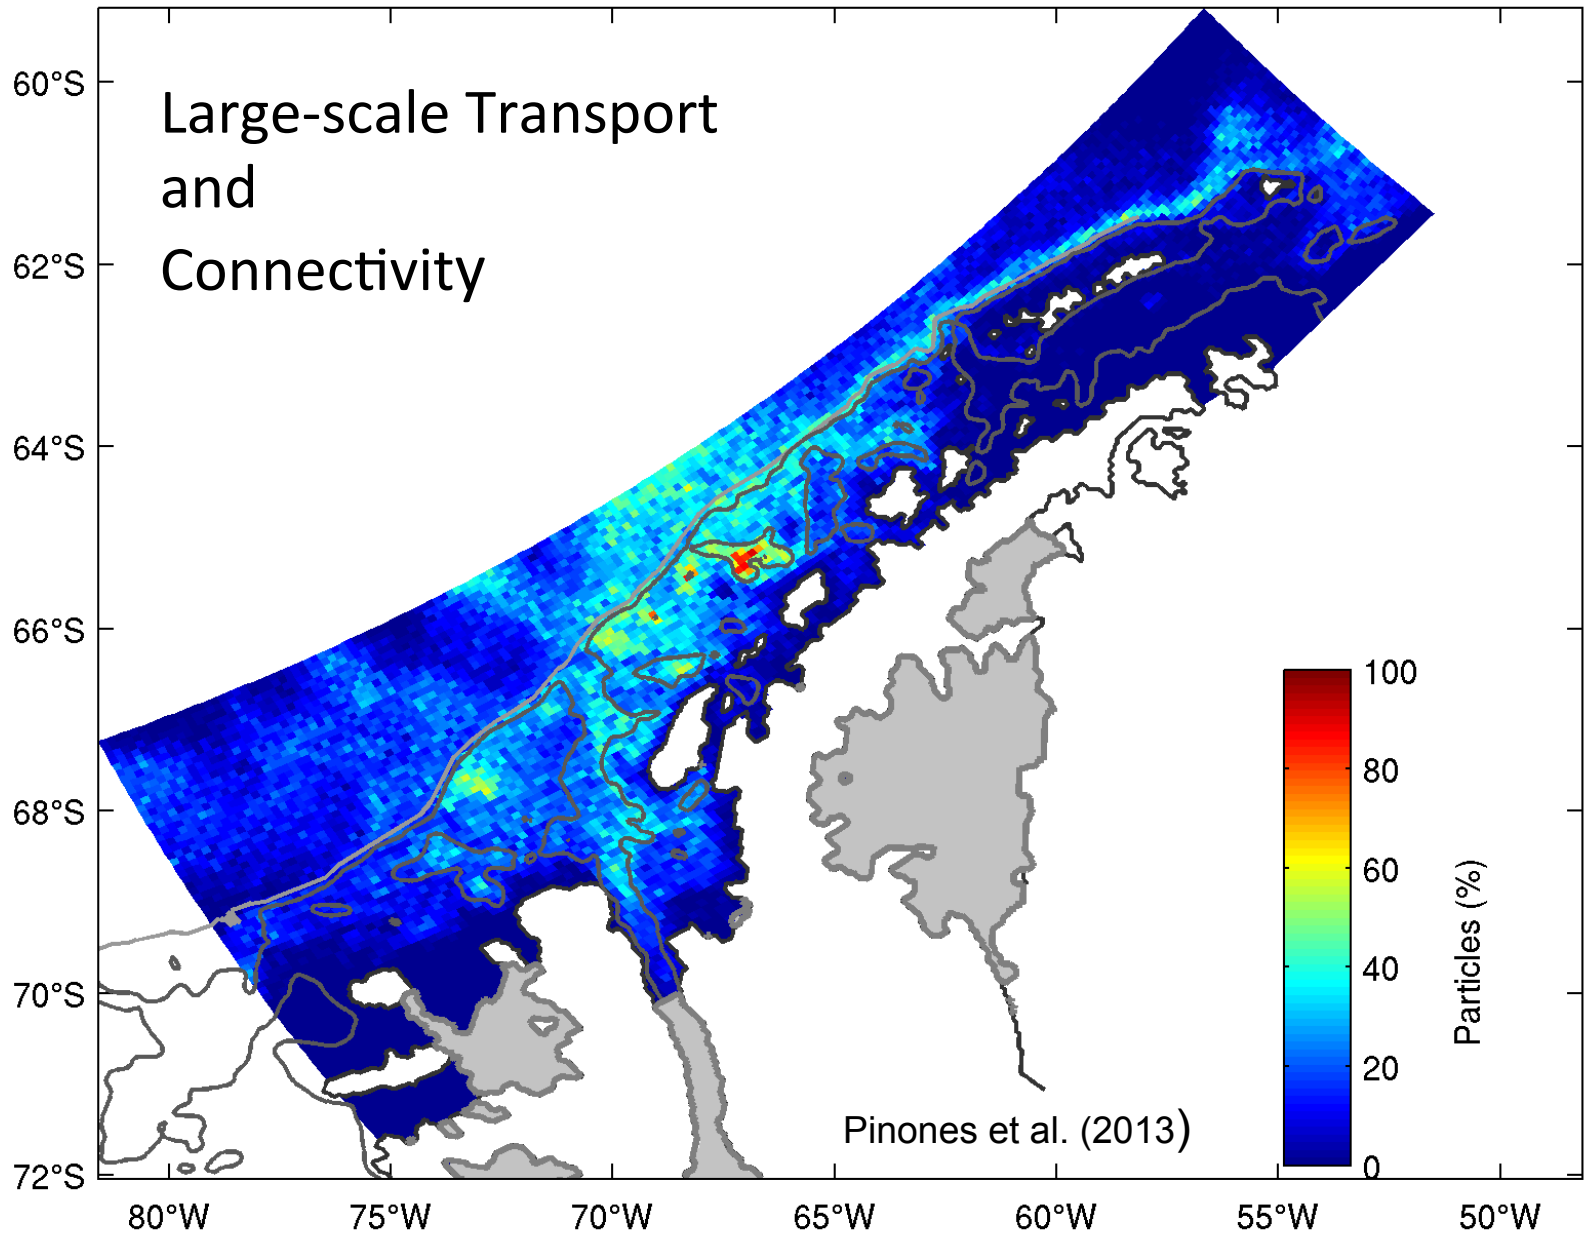 Large-scale Transport
and
Connectivity
60°S
62°S
64°S
66°S
68°S
70°S
72°S
80°W
75°W
70°W
65°W
60°W
55°W
50°W
100
80
60
40
20
0
Particles (%)
Pinones et al. (2013)